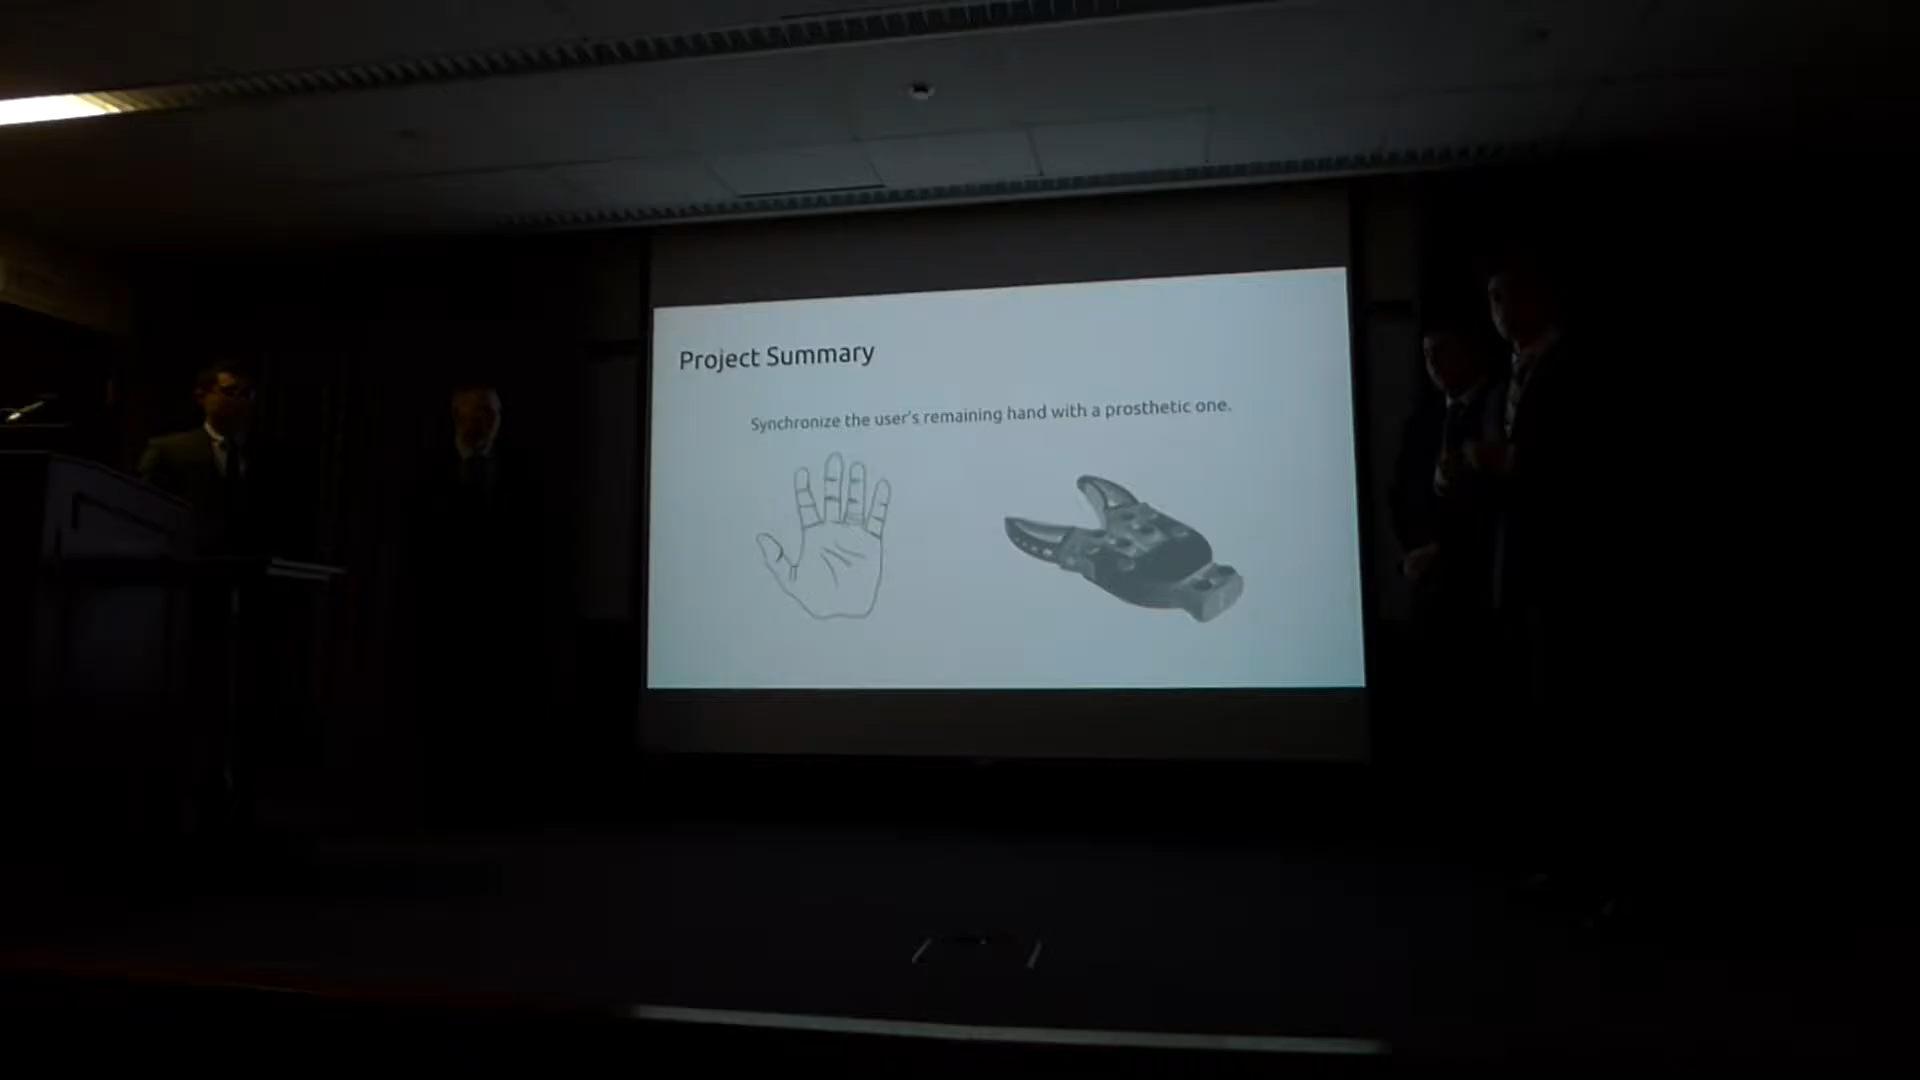 Project Summary
Synchronize the user's remaining hand with a prosthetic one.